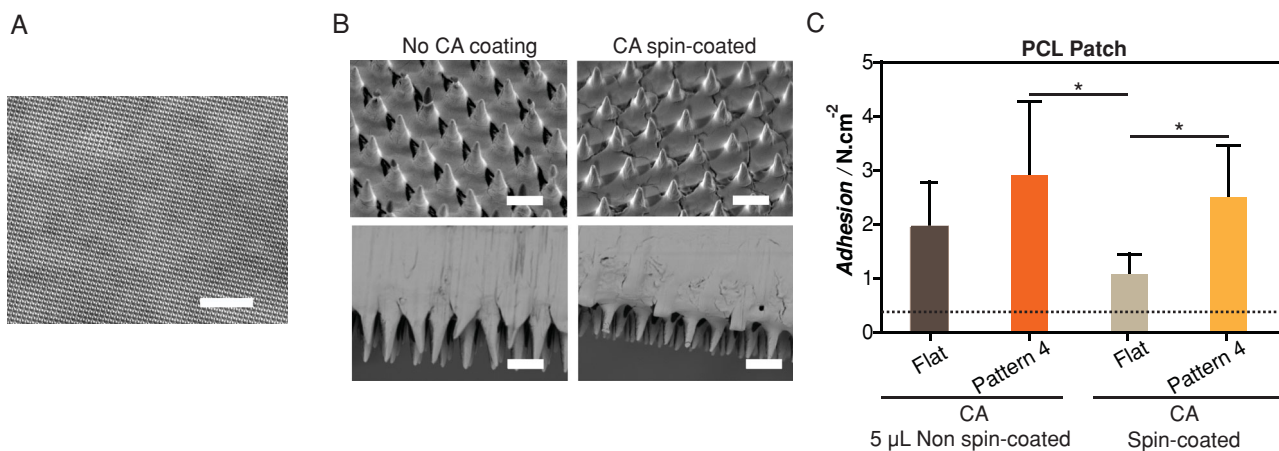 A
B
No CA coating
CA spin-coated
C
PCL Patch
Adhesion / N.cm-2
5
4
3
2
1
0
*
*
Flat
Pattern 4
Flat
Pattern 4
CA
5 µL Non spin-coated
CA
Spin-coated